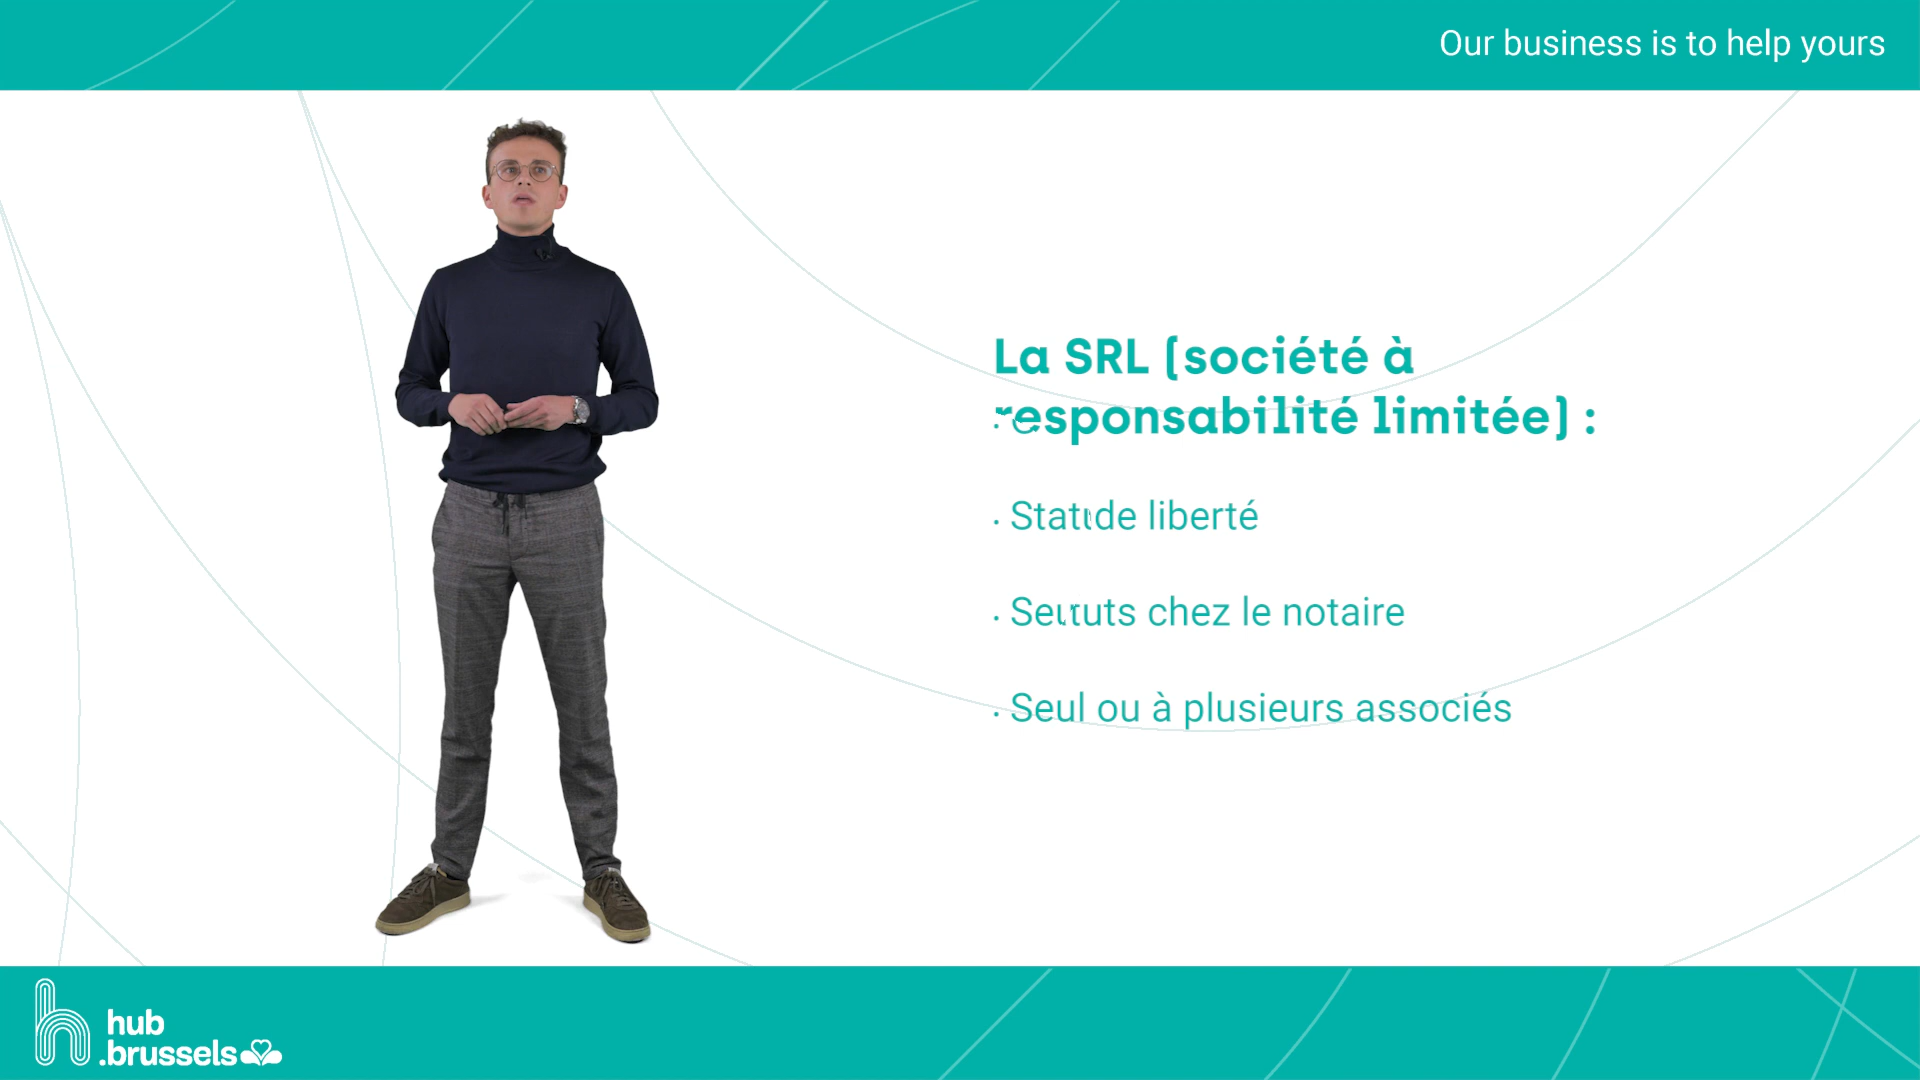 Our business is to help yours
La SRL (société à
responsabilité limitée) :
· de liberté
· chez le notaire
· Seul ou à plusieurs associés
hub
.brussels